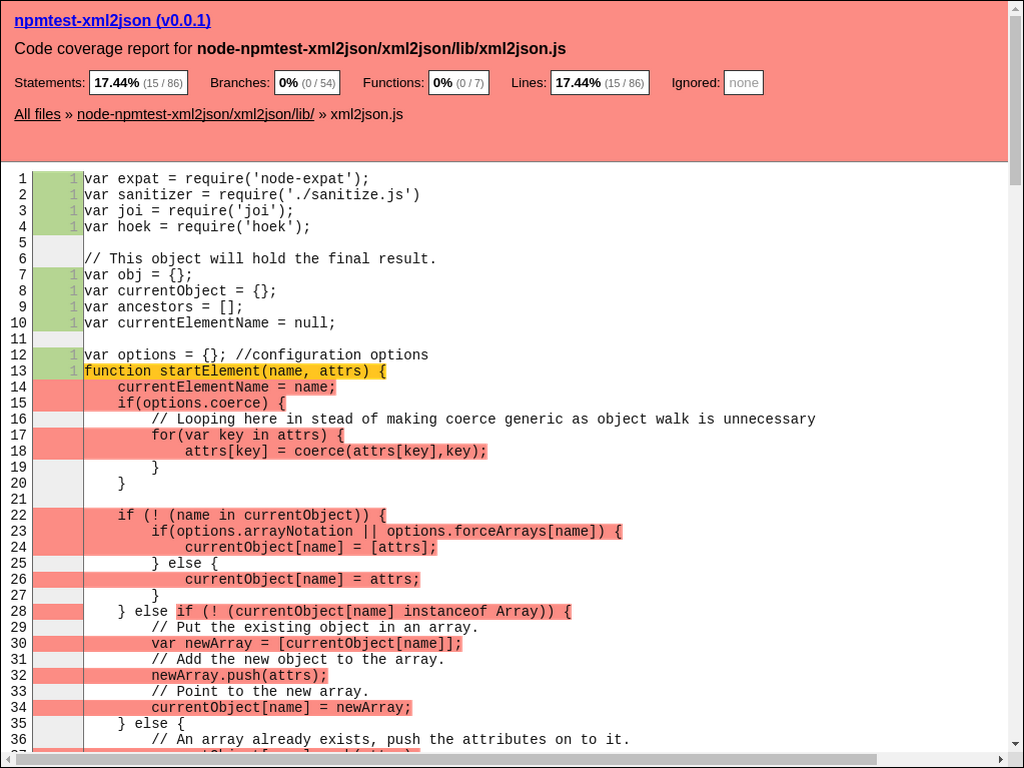 npmtest-xml2json (v0.0.1)
Code coverage report for node-npmtest-xml2json/xml2json/lib/xml2json.js
Statements: 17.44% (15 / 86) Branches: 0% (0 / 54) Functions: 0% (0 / 7) Lines: 17.44% (15 / 86) Ignored: none
All files » node-npmtest-xml2json/xml2json/lib/ » xml2json.js
1 1 var expat = require('node-expat');
2 1 var sanitizer = require('./sanitize.js')
3 1 var joi = require('joi');
4 1 var hoek = require('hoek');
5
6 // This object will hold the final result.
7 1 var obj = {};
8 1 var currentObject = {};
9 1 var ancestors = [];
10 1 var currentElementName = null;
11
12 1 var options = {}; //configuration options
13 1 function startElement(name, attrs) {
14     currentElementName = name;
15     if(options.coerce) {
16         // Looping here in stead of making coerce generic as object walk is unnecessary
17         for(var key in attrs) {
18             attrs[key] = coerce(attrs[key],key);
19         }
20     }
21
22     if (! (name in currentObject)) {
23         if(options.arrayNotation || options.forceArrays[name]) {
24             currentObject[name] = [attrs];
25         } else {
26             currentObject[name] = attrs;
27         }
28     } else if (! (currentObject[name] instanceof Array)) {
29         // Put the existing object in an array.
30         var newArray = [currentObject[name]];
31         // Add the new object to the array.
32         newArray.push(attrs);
33         // Point to the new array.
34         currentObject[name] = newArray;
35     } else {
36         // An array already exists, push the attributes on to it.